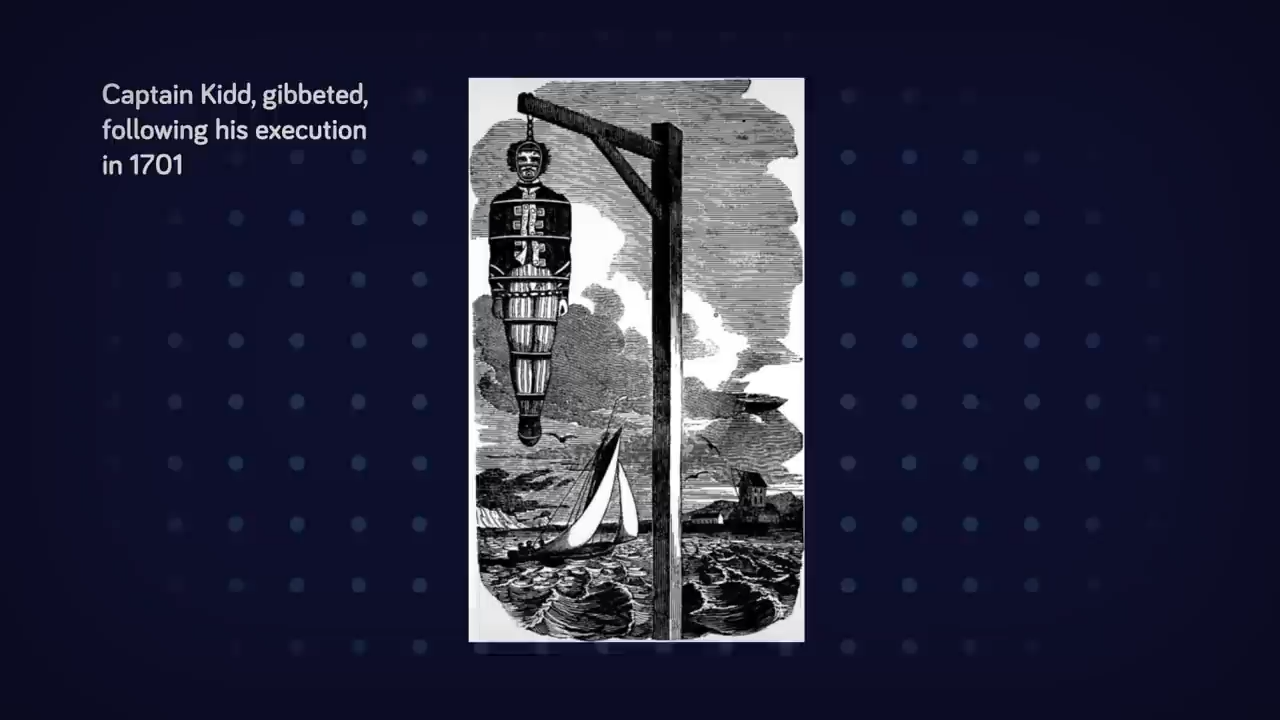 Captain Kidd, gibbeted,
following his execution
in 1701